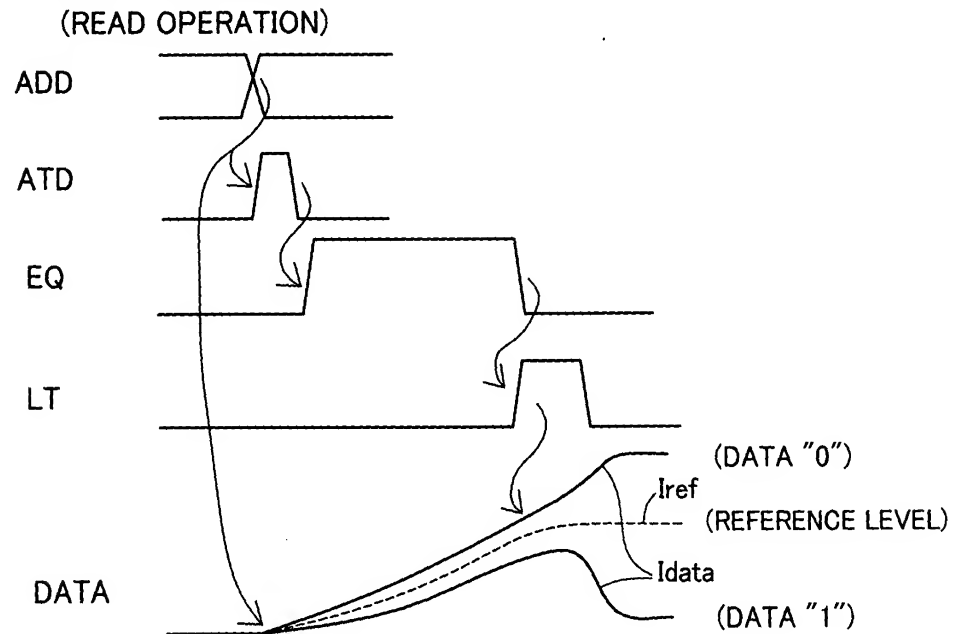 (READ OPERATION)
ADD
ATD
EQ
LT
(DATA "0")
Iref
(REFERENCE LEVEL)
DATA
Idata
(DATA "1")